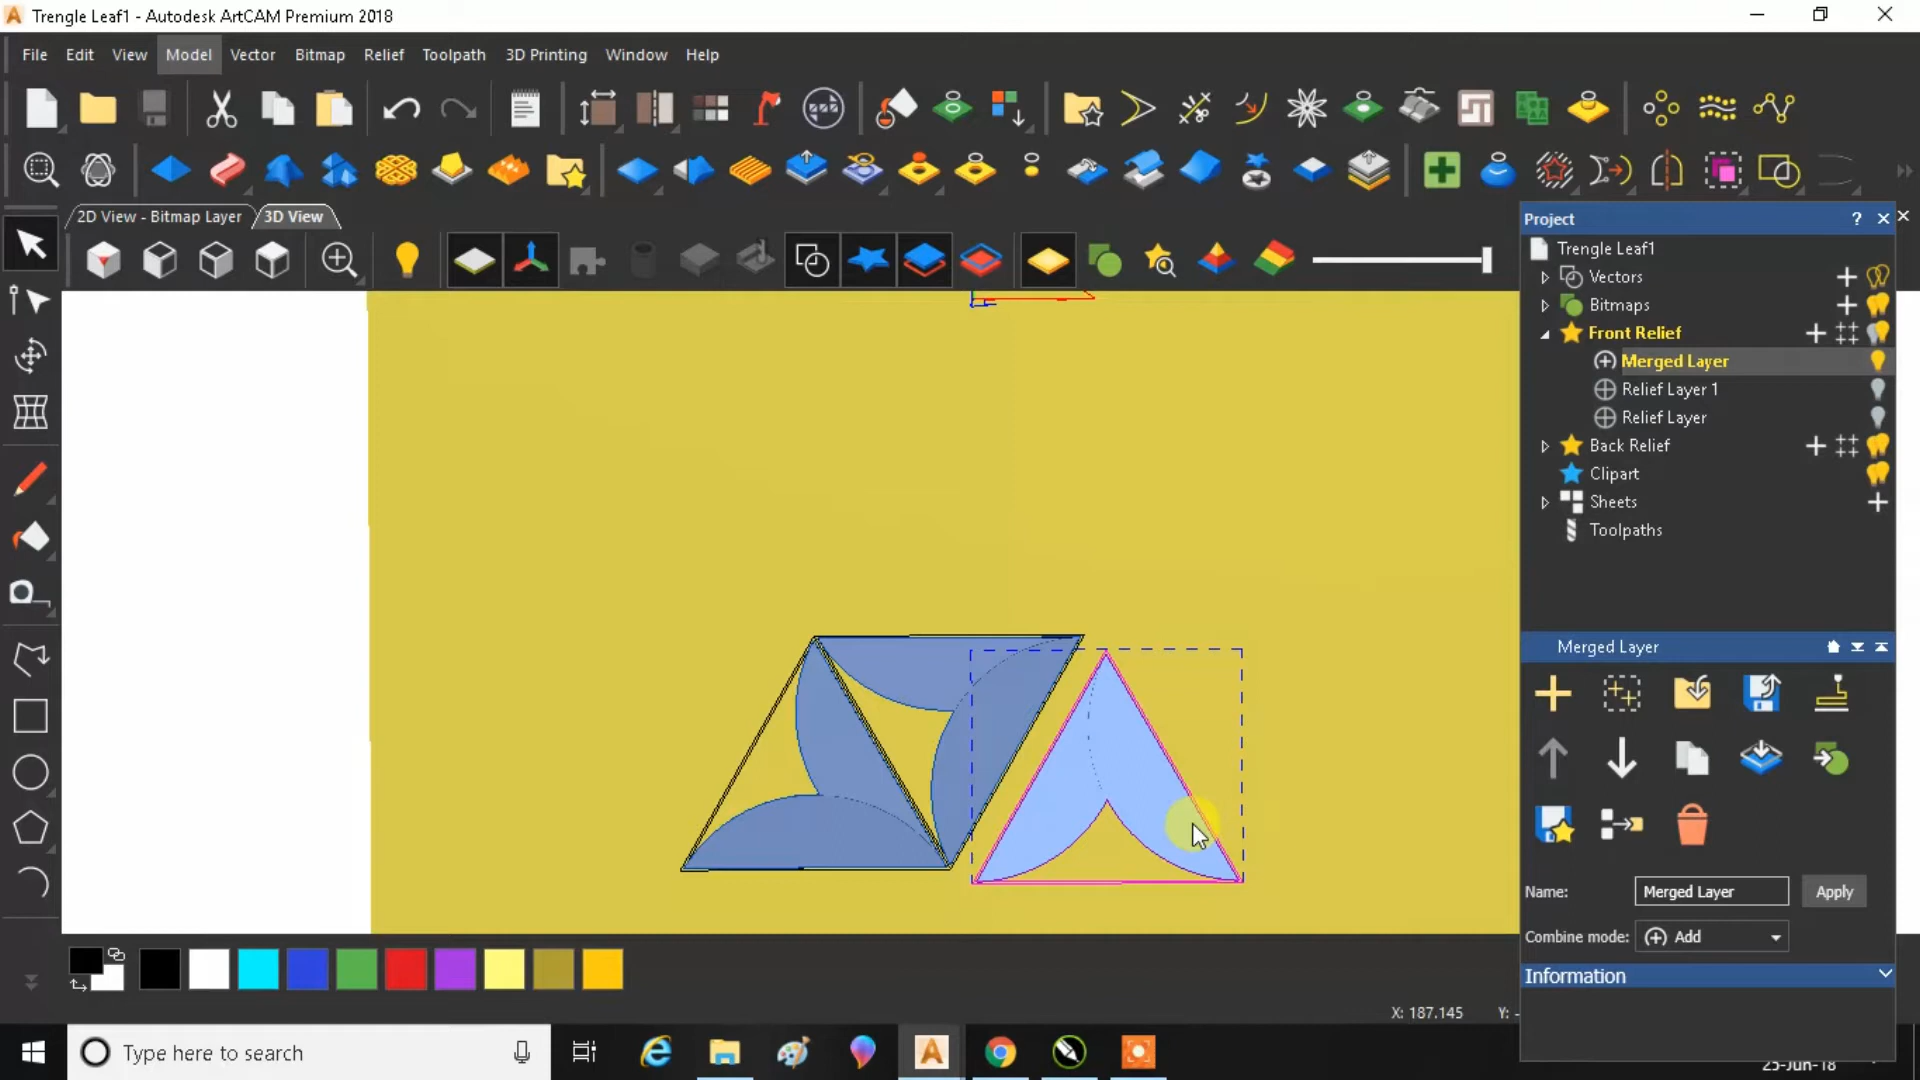 Trengle Leaf1 - Autodesk ArtCAM Premium 2018
File Edit View Model Vector Bitmap Relief Toolpath 3D Printing Window Help
2D View - Bitmap Layer 3D View
Project
Trengle Leaf1
Vectors
Bitmaps
Front Relief
Merged Layer
Relief Layer 1
Relief Layer
Back Relief
Clipart
Sheets
Toolpaths
Merged Layer
Name: Merged Layer Apply
Combine mode: Add
Information
X: 187.145 Y: -
Type here to search
25-Jun-18